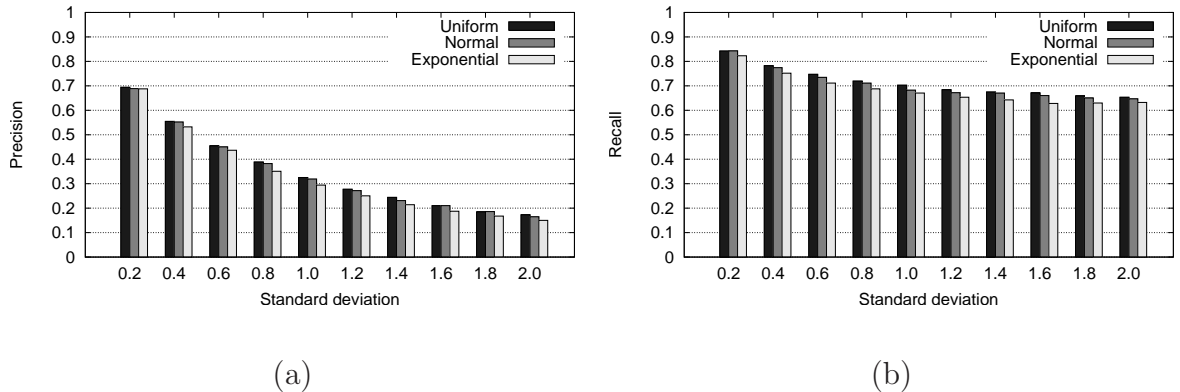 1
0.9
0.8
0.7
0.6
0.5
0.4
0.3
0.2
0.1
0
Precision
Uniform
Normal
Exponential
0.2 0.4 0.6 0.8 1.0 1.2 1.4 1.6 1.8 2.0
Standard deviation
(a)
1
0.9
0.8
0.7
0.6
0.5
0.4
0.3
0.2
0.1
0
Recall
Uniform
Normal
Exponential
0.2 0.4 0.6 0.8 1.0 1.2 1.4 1.6 1.8 2.0
Standard deviation
(b)